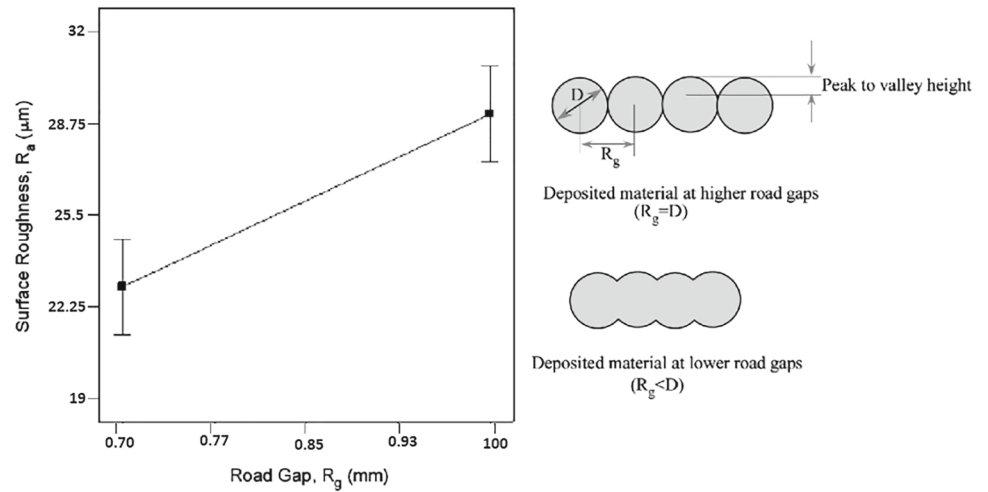 32
28.75
25.5
22.25
19
Surface Roughness, Ra (μm)
0.70 0.77 0.85 0.93 100
Road Gap, Rg (mm)
D
Rg
Peak to valley height
Deposited material at higher road gaps
(Rg=D)
Deposited material at lower road gaps
(Rg<D)